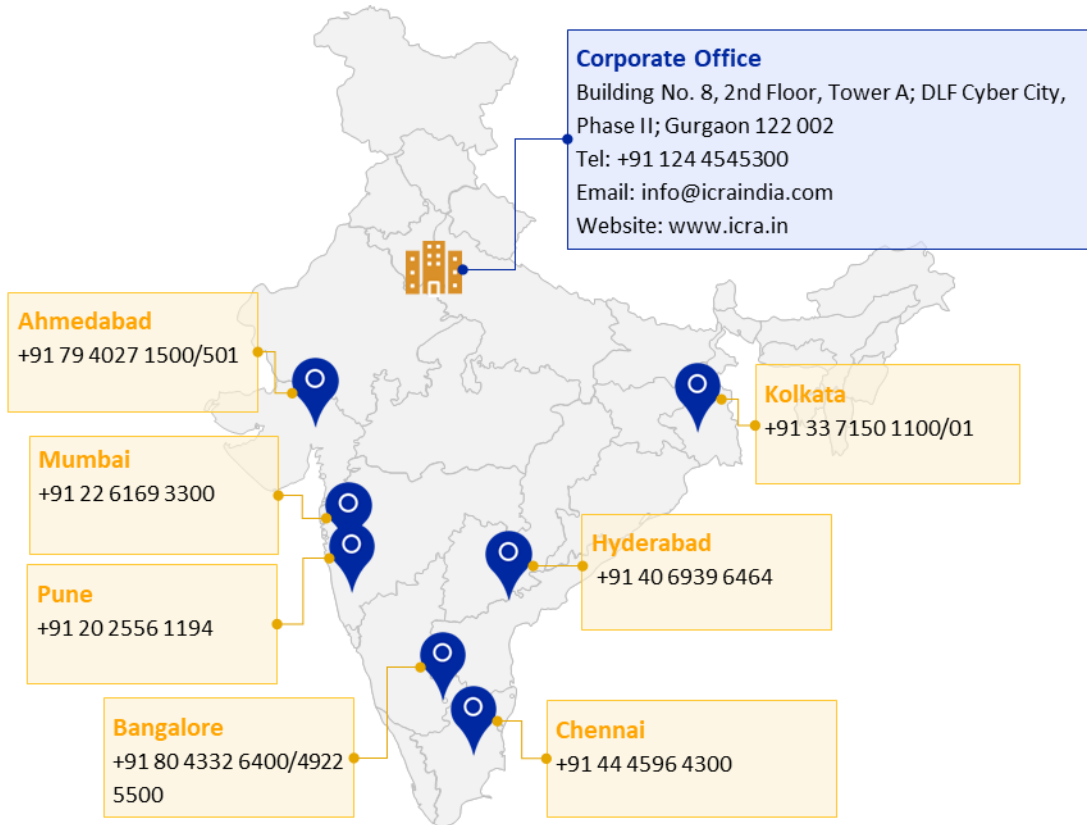 Corporate Office
Building No. 8, 2nd Floor, Tower A; DLF Cyber City,
Phase II; Gurgaon 122 002
Tel: +91 124 4545300
Email: info@icraindia.com
Website: www.icra.in
Ahmedabad
+91 79 4027 1500/501
Kolkata
+91 33 7150 1100/01
Mumbai
+91 22 6169 3300
Hyderabad
+91 40 6939 6464
Pune
+91 20 2556 1194
Bangalore
+91 80 4332 6400/4922
5500
Chennai
+91 44 4596 4300